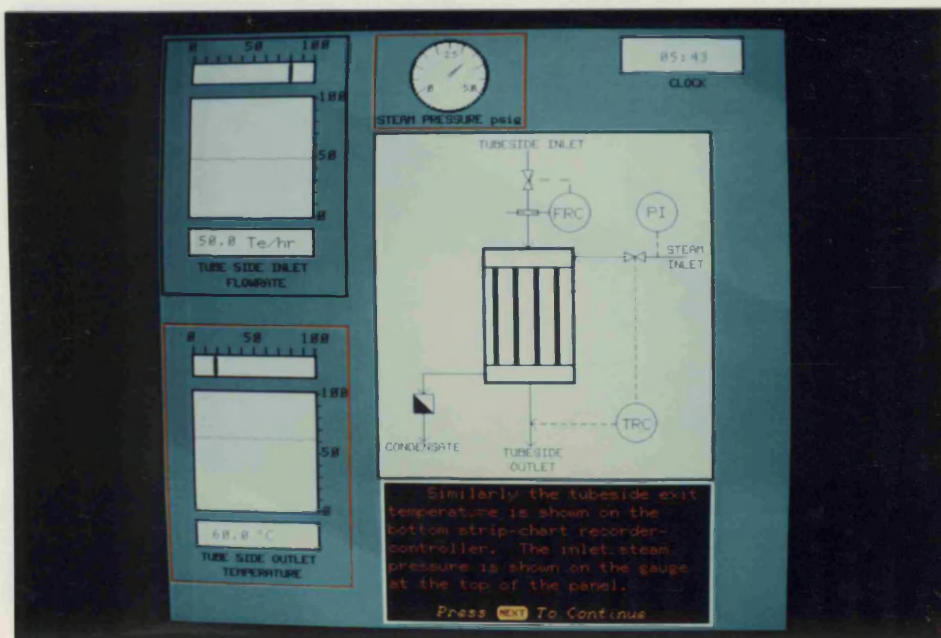 0 50 100
100
50
0
50.0 Te/hr
TUBE SIDE INLET
FLOWRATE
0 50 100
100
50
0
60.0 °C
TUBE SIDE OUTLET
TEMPERATURE
0 25 50
STEAM PRESSURE psig
05:43
CLOCK
TUBESIDE INLET
FRC
PI
STEAM
INLET
TRC
CONDENSATE
TUBESIDE
OUTLET
Similarly the tubeside exit
temperature is shown on the
bottom strip-chart recorder-
controller. The inlet steam
pressure is shown on the gauge
at the top of the panel.
Press NEXT To Continue